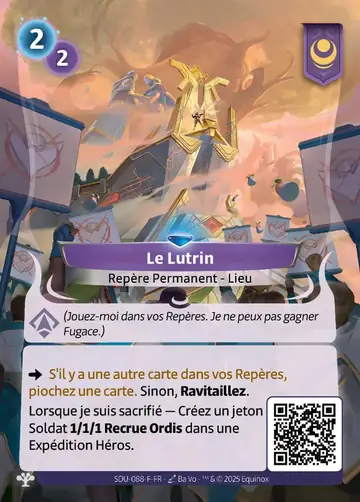 2
2
Le Lutrin
Repère Permanent - Lieu
(Jouez-moi dans vos Repères. Je ne peux pas gagner
Fugace.)
S'il y a une autre carte dans vos Repères,
piochez une carte. Sinon, Ravitaillez.
Lorsque je suis sacrifié — Créez un jeton
Soldat 1/1/1 Recrue Ordis dans une
Expédition Héros.
SDU-088-F-FR - Ba Vo - ™ & © 2025 Equinox